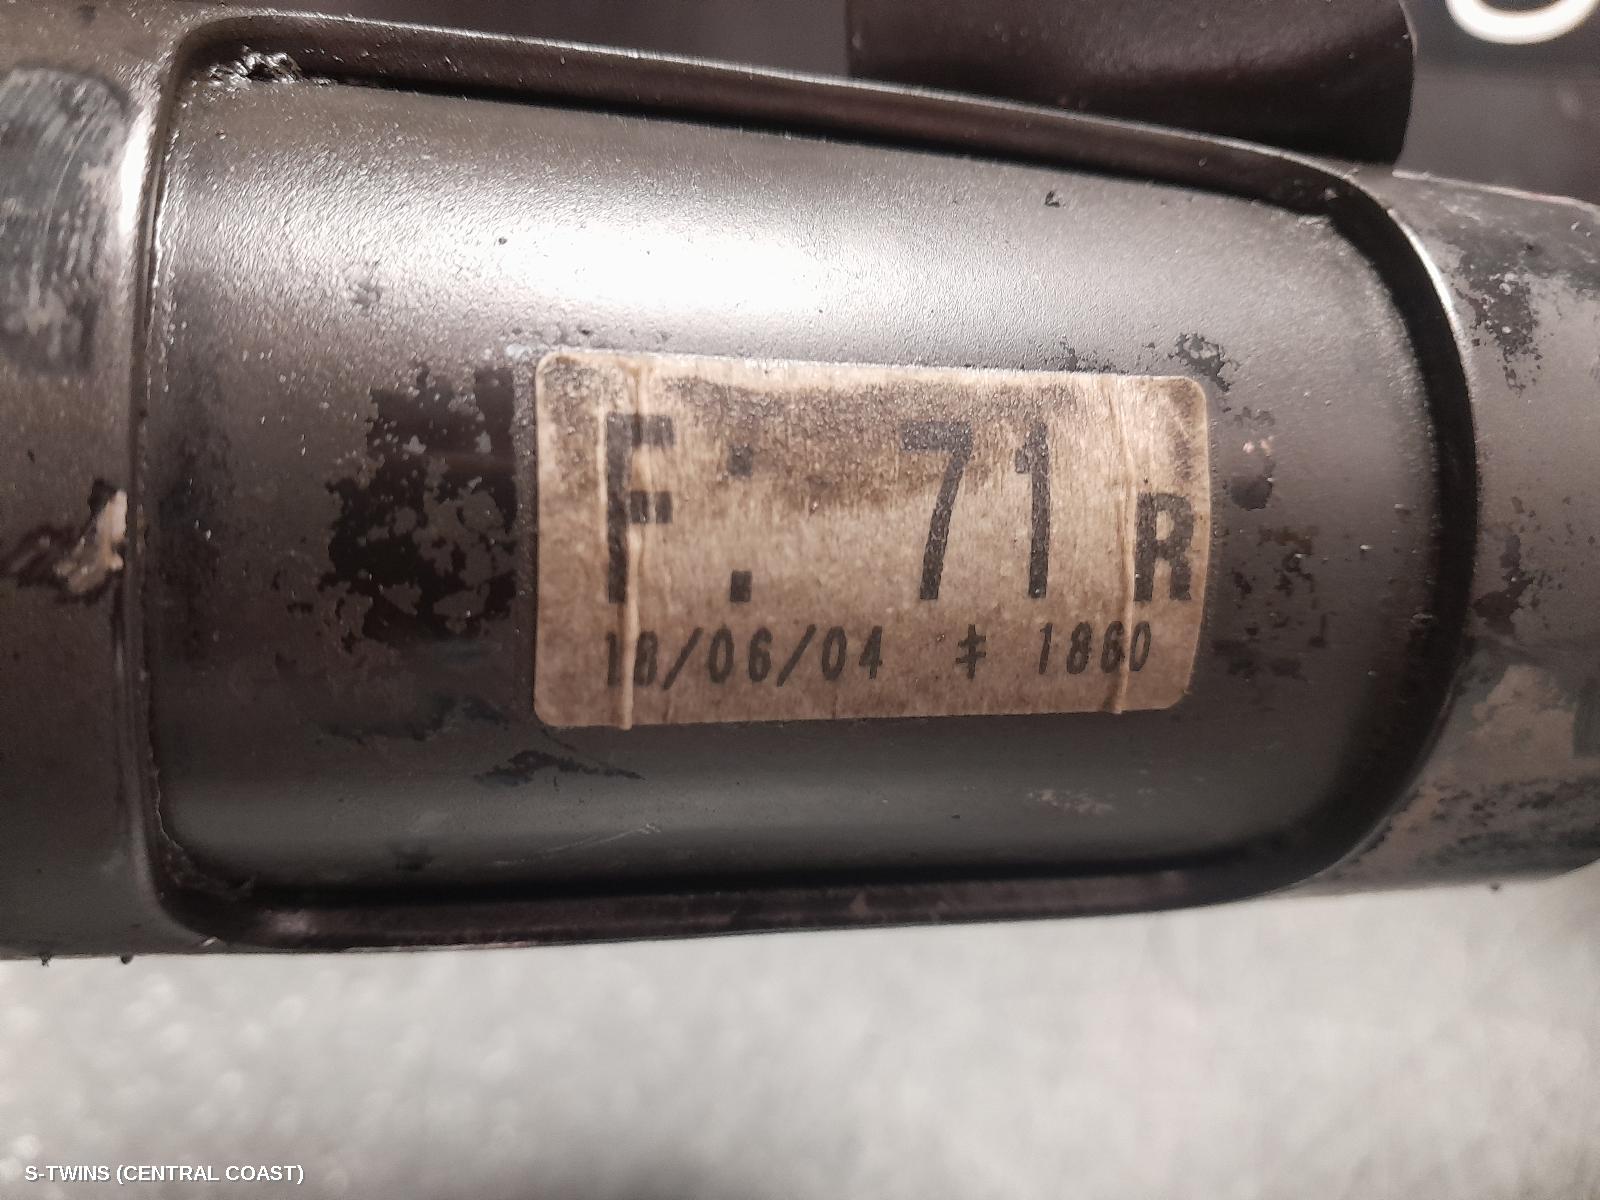 F: 71 R
18/06/04 ‡ 1860
S-TWINS (CENTRAL COAST)